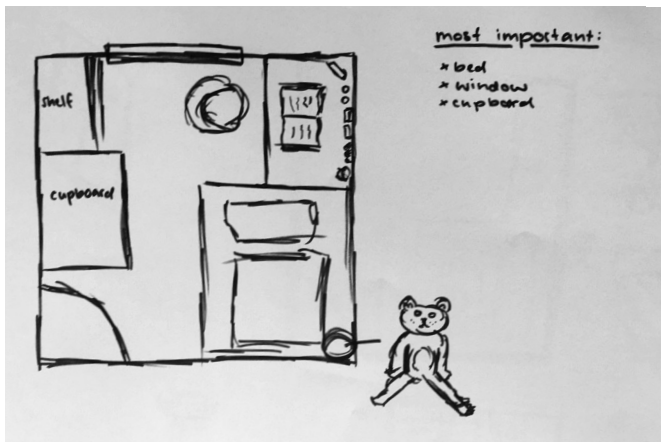 most important:
* bed
* window
* cupboard
shelf
cupboard